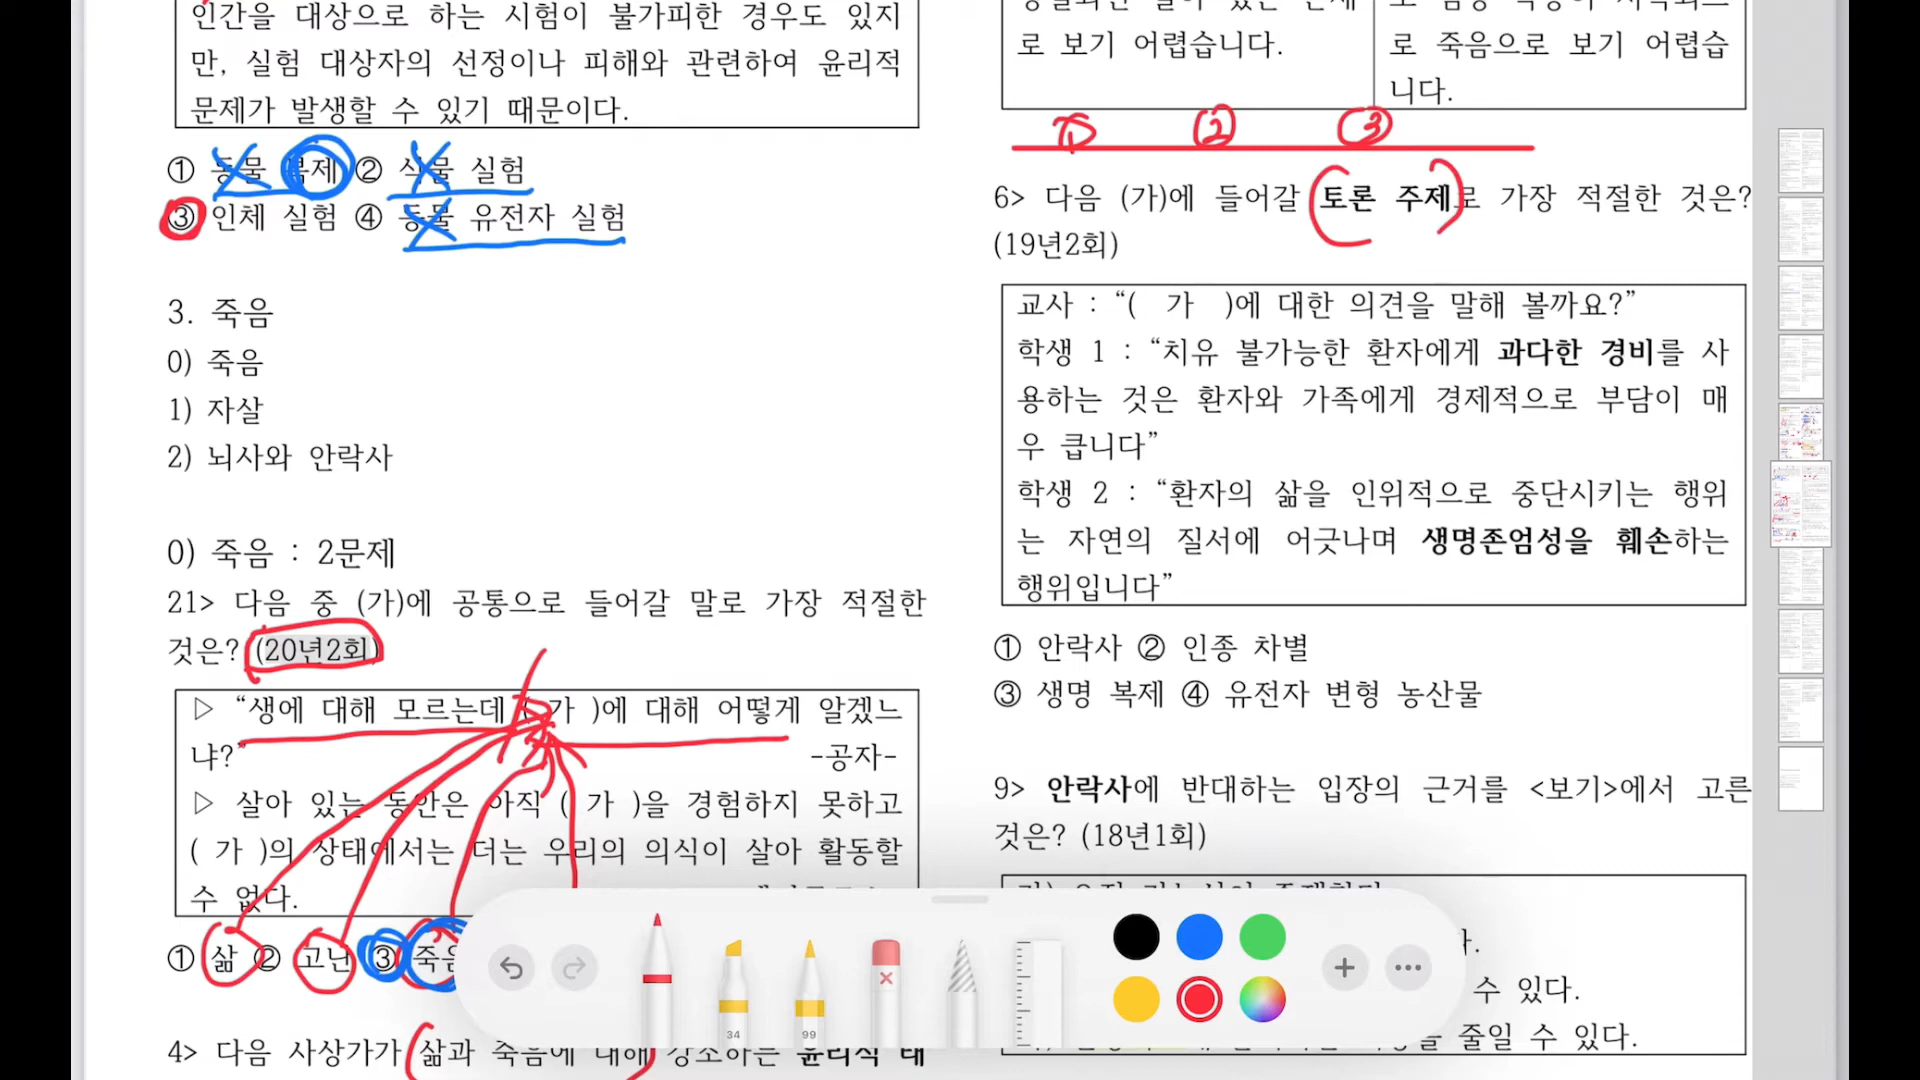 인간을 대상으로 하는 시험이 불가피한 경우도 있지
만, 실험 대상자의 선정이나 피해와 관련하여 윤리적
문제가 발생할 수 있기 때문이다.
① 동물 복제 ② 식물 실험
③ 인체 실험 ④ 동물 유전자 실험
3. 죽음
0) 죽음
1) 자살
2) 뇌사와 안락사
0) 죽음 : 2문제
21> 다음 중 (가)에 공통으로 들어갈 말로 가장 적절한
것은? (20년2회)
▷ “생에 대해 모르는데 ( 가 )에 대해 어떻게 알겠느
냐?” -공자-
▷ 살아 있는 동안은 아직 ( 가 )을 경험하지 못하고
( 가 )의 상태에서는 더는 우리의 의식이 살아 활동할
수 없다.
① 삶 ② 고난 ③ 죽음
4> 다음 사상가가 삶과 죽음에 대해 강조하는 윤리적 태
로 보기 어렵습니다.
로 죽음으로 보기 어렵습
니다.
① ② ③
6> 다음 (가)에 들어갈 토론 주제로 가장 적절한 것은?
(19년2회)
교사 : “( 가 )에 대한 의견을 말해 볼까요?”
학생 1 : “치유 불가능한 환자에게 과다한 경비를 사
용하는 것은 환자와 가족에게 경제적으로 부담이 매
우 큽니다”
학생 2 : “환자의 삶을 인위적으로 중단시키는 행위
는 자연의 질서에 어긋나며 생명존엄성을 훼손하는
행위입니다”
① 안락사 ② 인종 차별
③ 생명 복제 ④ 유전자 변형 농산물
9> 안락사에 반대하는 입장의 근거를 <보기>에서 고른
것은? (18년1회)
수 있다.
줄일 수 있다.
34
99